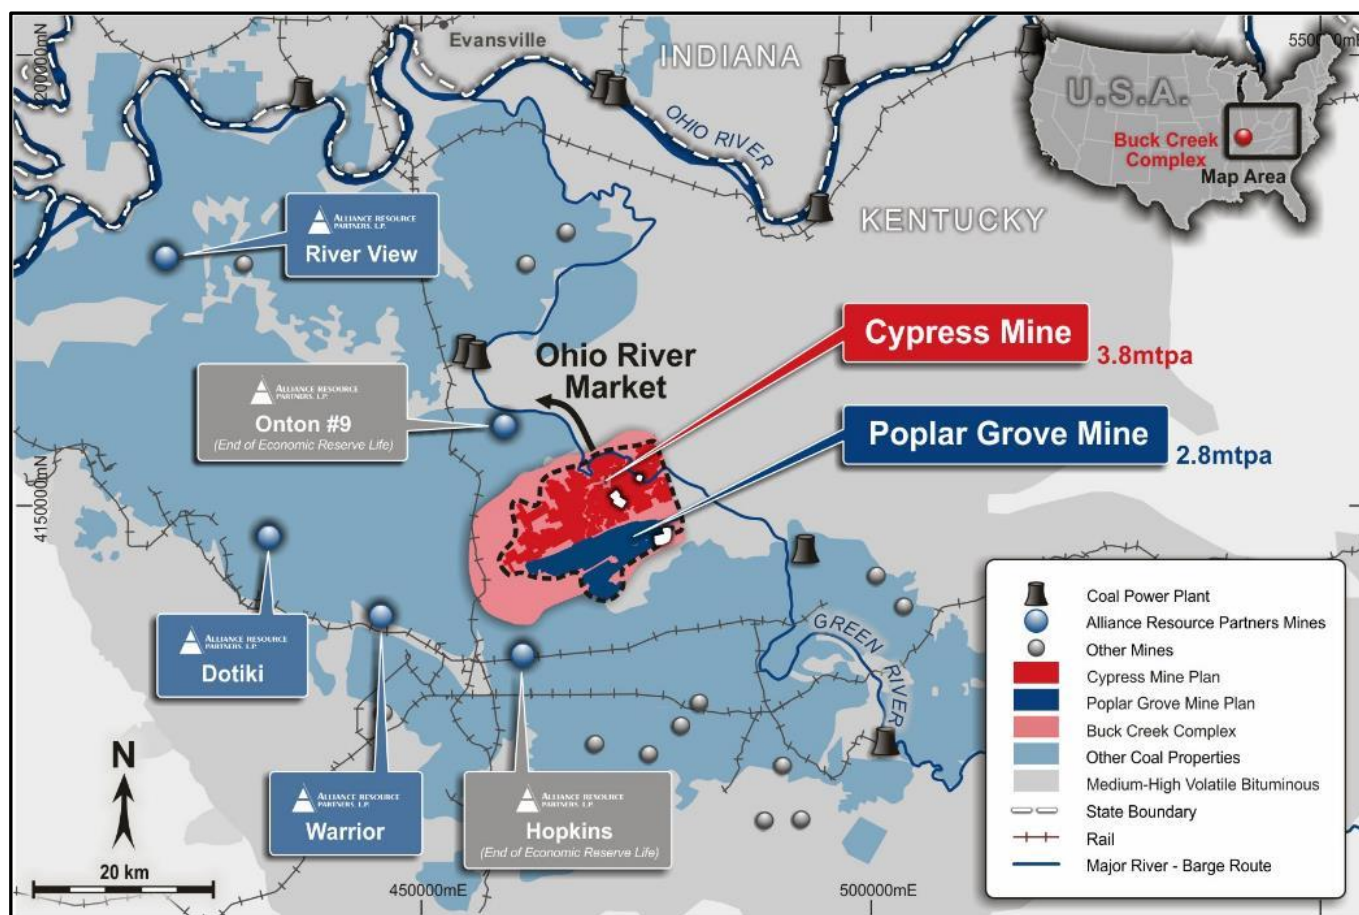 Evansville
INDIANA
4200000mN
550000mE
U.S.A.
Buck Creek
Complex
Map Area
OHIO RIVER
KENTUCKY
ALLIANCE RESOURCE
PARTNERS, L.P.
River View
Cypress Mine
3.8mtpa
Ohio River
Market
ALLIANCE RESOURCE
PARTNERS, L.P.
Onton #9
(End of Economic Reserve Life)
Poplar Grove Mine
2.8mtpa
4150000mN
ALLIANCE RESOURCE
PARTNERS, L.P.
Dotiki
GREEN RIVER
ALLIANCE RESOURCE
PARTNERS, L.P.
Warrior
ALLIANCE RESOURCE
PARTNERS, L.P.
Hopkins
(End of Economic Reserve Life)
Coal Power Plant
Alliance Resource Partners Mines
Other Mines
Cypress Mine Plan
Poplar Grove Mine Plan
Buck Creek Complex
Other Coal Properties
Medium-High Volatile Bituminous
State Boundary
Rail
Major River - Barge Route
N
20 km
450000mE
500000mE